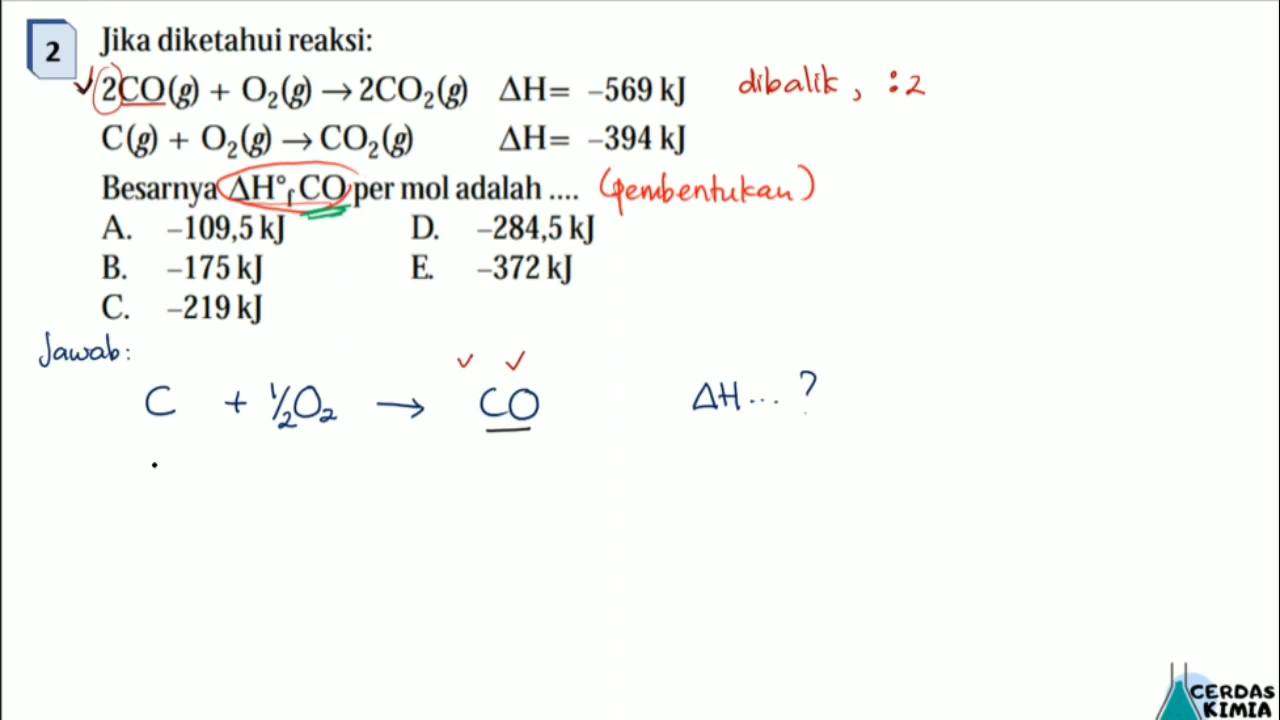 2
Jika diketahui reaksi:
2CO(g) + O₂(g) → 2CO₂(g) ΔH= –569 kJ dibalik, :2
C(g) + O₂(g) → CO₂(g) ΔH= –394 kJ
Besarnya ΔH°f CO per mol adalah .... (pembentukan)
A. –109,5 kJ D. –284,5 kJ
B. –175 kJ E. –372 kJ
C. –219 kJ
Jawab:
C + ½O₂ → CO ΔH... ?
CERDAS
KIMIA